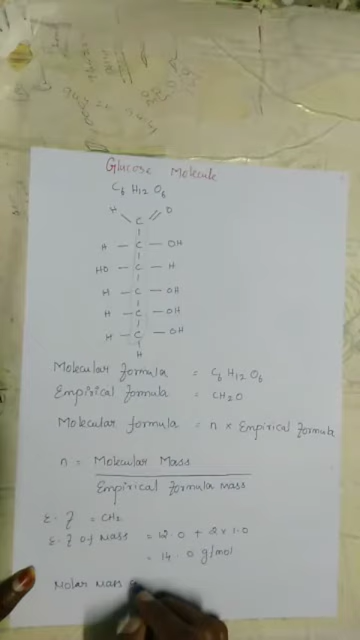 Glucose Molecule
C6 H12 O6
H O
C
H — C — OH
HO — C — H
H — C — OH
H — C — OH
H — C — OH
H
Molecular formula = C6 H12 O6
Empirical formula = CH2O
Molecular formula = n × Empirical Formula
n = Molecular Mass
Empirical Formula mass
E. F = CH2
E. F of Mass = 12.0 + 2 × 1.0
= 14.0 g/mol
Molar Mass